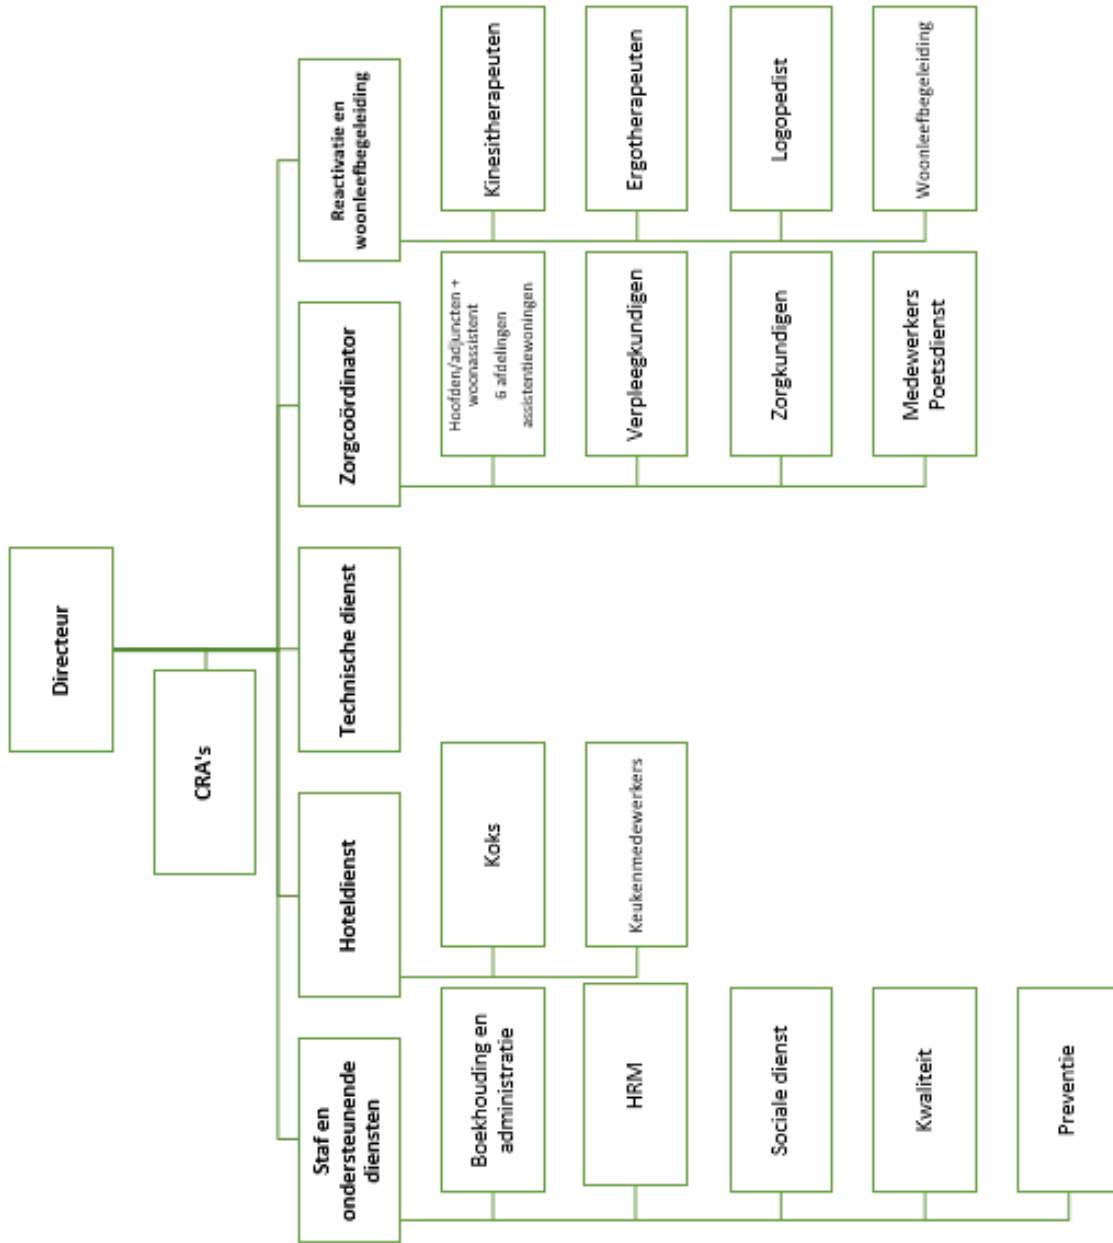 Directeur
CRA's
Staf en
ondersteunende
diensten
Boekhouding en
administratie
HRM
Sociale dienst
Kwaliteit
Preventie
Hoteldienst
Koks
Keukenmedewerkers
Technische dienst
Zorgcoördinator
Hoofden/adjuncten +
woonassistent
6 afdelingen
assistentiewoningen
Verpleegkundigen
Zorgkundigen
Medewerkers
Poetsdienst
Reactivatie en
woonleefbegeleiding
Kinesitherapeuten
Ergotherapeuten
Logopedist
Woonleefbegeleiding